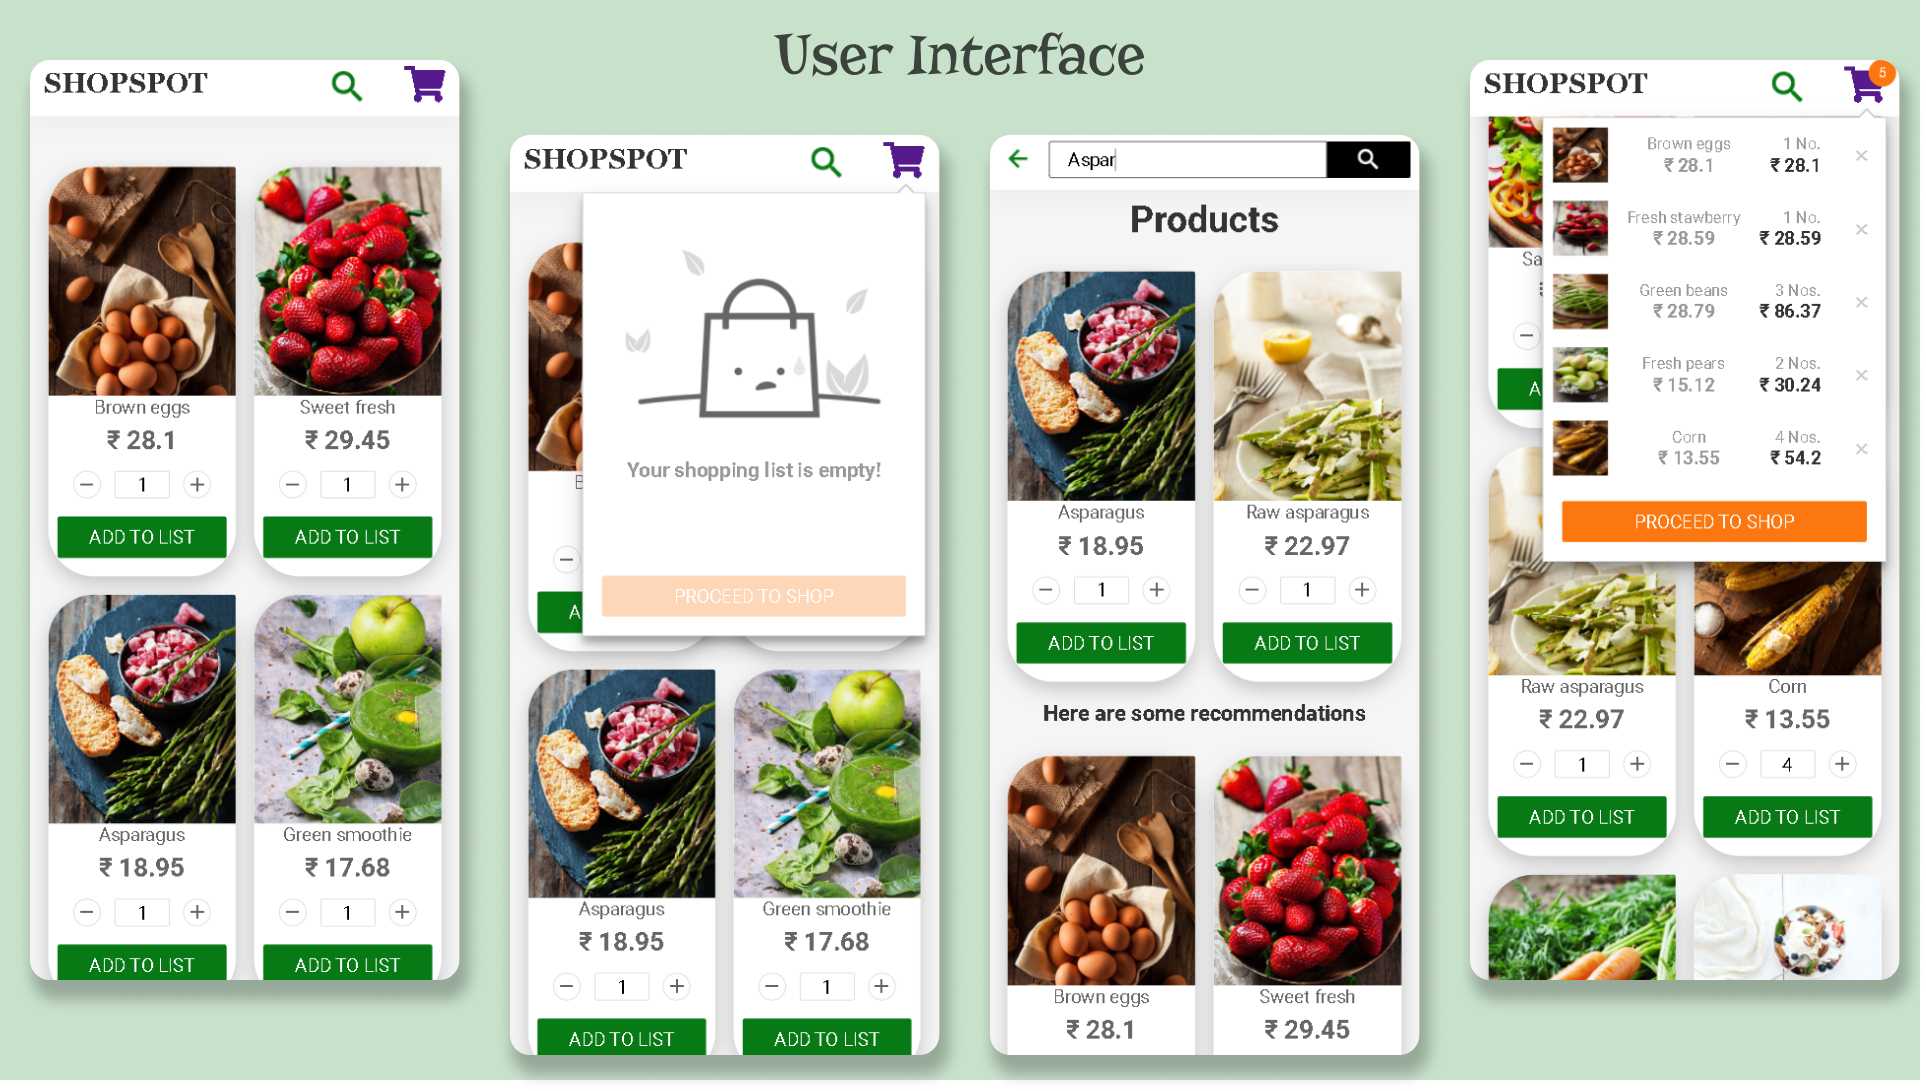 User Interface
SHOPSPOT
Brown eggs
₹ 28.1
1
ADD TO LIST
Sweet fresh
₹ 29.45
1
ADD TO LIST
Asparagus
₹ 18.95
1
ADD TO LIST
Green smoothie
₹ 17.68
1
ADD TO LIST
SHOPSPOT
Your shopping list is empty!
PROCEED TO SHOP
B
A
Asparagus
₹ 18.95
1
ADD TO LIST
Green smoothie
₹ 17.68
1
ADD TO LIST
Aspar
Products
Asparagus
₹ 18.95
1
ADD TO LIST
Raw asparagus
₹ 22.97
1
ADD TO LIST
Here are some recommendations
Brown eggs
₹ 28.1
Sweet fresh
₹ 29.45
SHOPSPOT
5
Brown eggs 1 No.
₹ 28.1 ₹ 28.1
Fresh stawberry 1 No.
₹ 28.59 ₹ 28.59
Green beans 3 Nos.
₹ 28.79 ₹ 86.37
Fresh pears 2 Nos.
₹ 15.12 ₹ 30.24
Corn 4 Nos.
₹ 13.55 ₹ 54.2
PROCEED TO SHOP
Sa
A
Raw asparagus
₹ 22.97
1
ADD TO LIST
Corn
₹ 13.55
4
ADD TO LIST